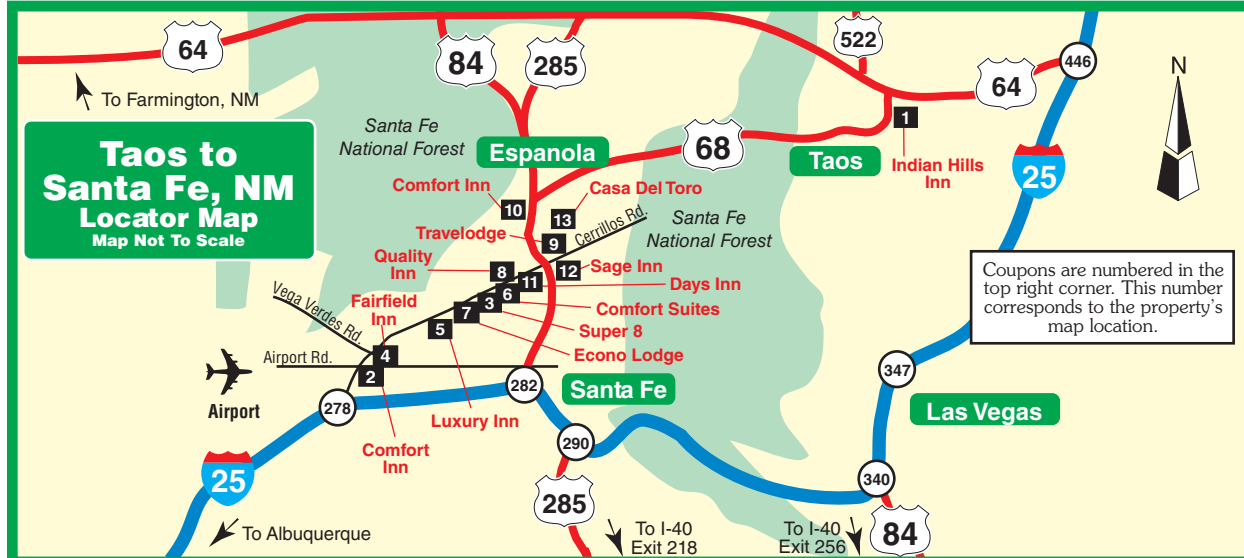 64
84
285
522
64
446
N
To Farmington, NM
Taos to
Santa Fe, NM
Locator Map
Map Not To Scale
Santa Fe
National Forest
Espanola
68
Taos
1
Indian Hills
Inn
25
Comfort Inn
10
Casa Del Toro
13
Travelodge
9
Cerrillos Rd.
Santa Fe
National Forest
Quality
Inn
8
12
Sage Inn
11
Days Inn
6
Comfort Suites
3
Super 8
7
Econo Lodge
5
Luxury Inn
Vega Verdes Rd.
Fairfield
Inn
4
Airport Rd.
2
Comfort
Inn
Airport
Coupons are numbered in the
top right corner. This number
corresponds to the property's
map location.
278
282
Santa Fe
290
347
Las Vegas
340
25
285
84
To Albuquerque
To I-40
Exit 218
To I-40
Exit 256